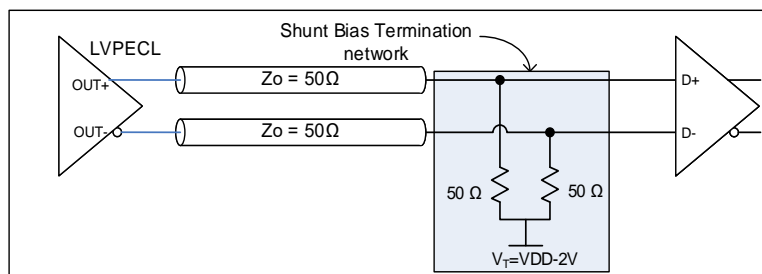 Shunt Bias Termination
network
LVPECL
OUT+
Zo = 50Ω
D+
OUT-
Zo = 50Ω
D-
50 Ω
50 Ω
VT=VDD-2V